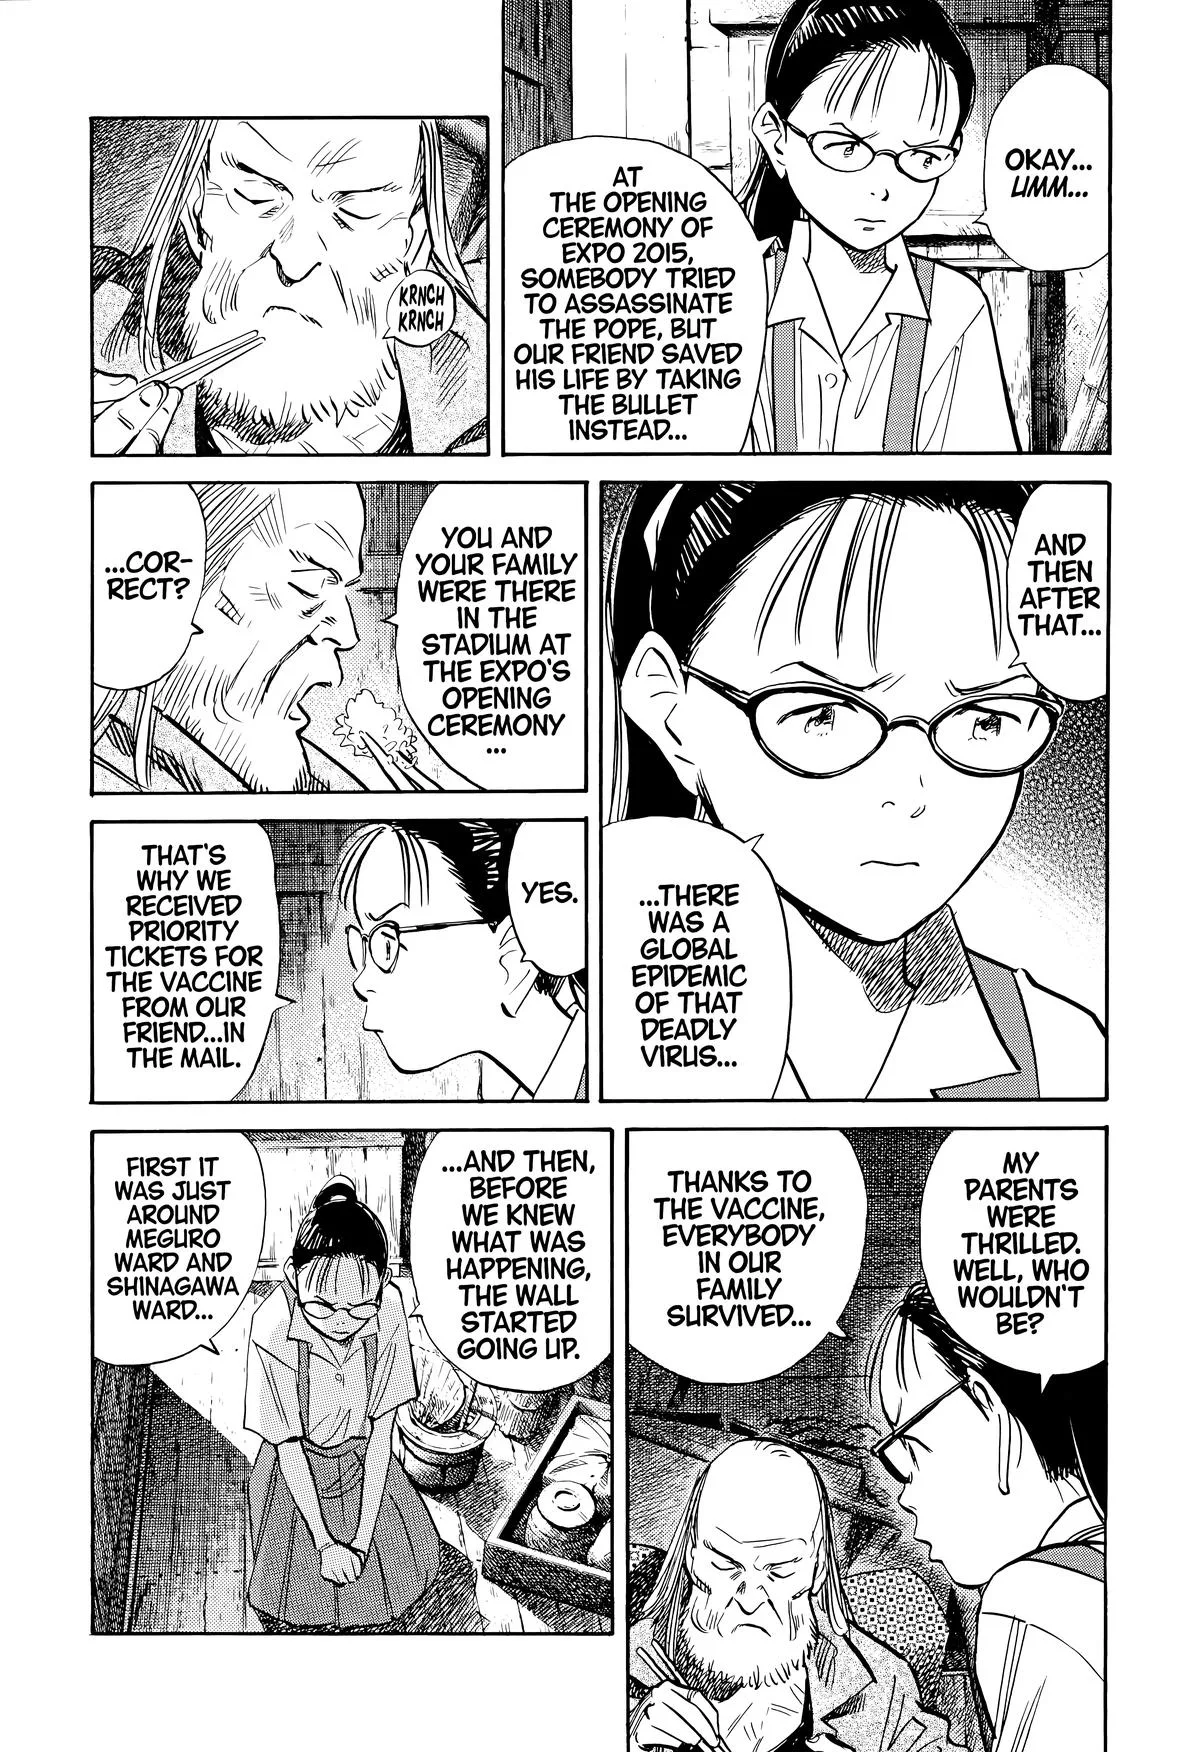 OKAY...
UMM...
AT
THE OPENING
CEREMONY OF
EXPO 2015,
SOMEBODY TRIED
TO ASSASSINATE
THE POPE, BUT
OUR FRIEND SAVED
HIS LIFE BY TAKING
THE BULLET
INSTEAD...
KRNCH
KRNCH
AND
THEN
AFTER
THAT...
...THERE
WAS A
GLOBAL
EPIDEMIC
OF THAT
DEADLY
VIRUS...
YOU AND
YOUR FAMILY
WERE THERE
IN THE
STADIUM AT
THE EXPO'S
OPENING
CEREMONY
...
...COR-
RECT?
YES.
THAT'S
WHY WE
RECEIVED
PRIORITY
TICKETS FOR
THE VACCINE
FROM OUR
FRIEND...IN
THE MAIL.
MY
PARENTS
WERE
THRILLED.
WELL, WHO
WOULDN'T
BE?
THANKS TO
THE VACCINE,
EVERYBODY
IN OUR
FAMILY
SURVIVED...
...AND THEN,
BEFORE
WE KNEW
WHAT WAS
HAPPENING,
THE WALL
STARTED
GOING UP.
FIRST IT
WAS JUST
AROUND
MEGURO
WARD AND
SHINAGAWA
WARD...